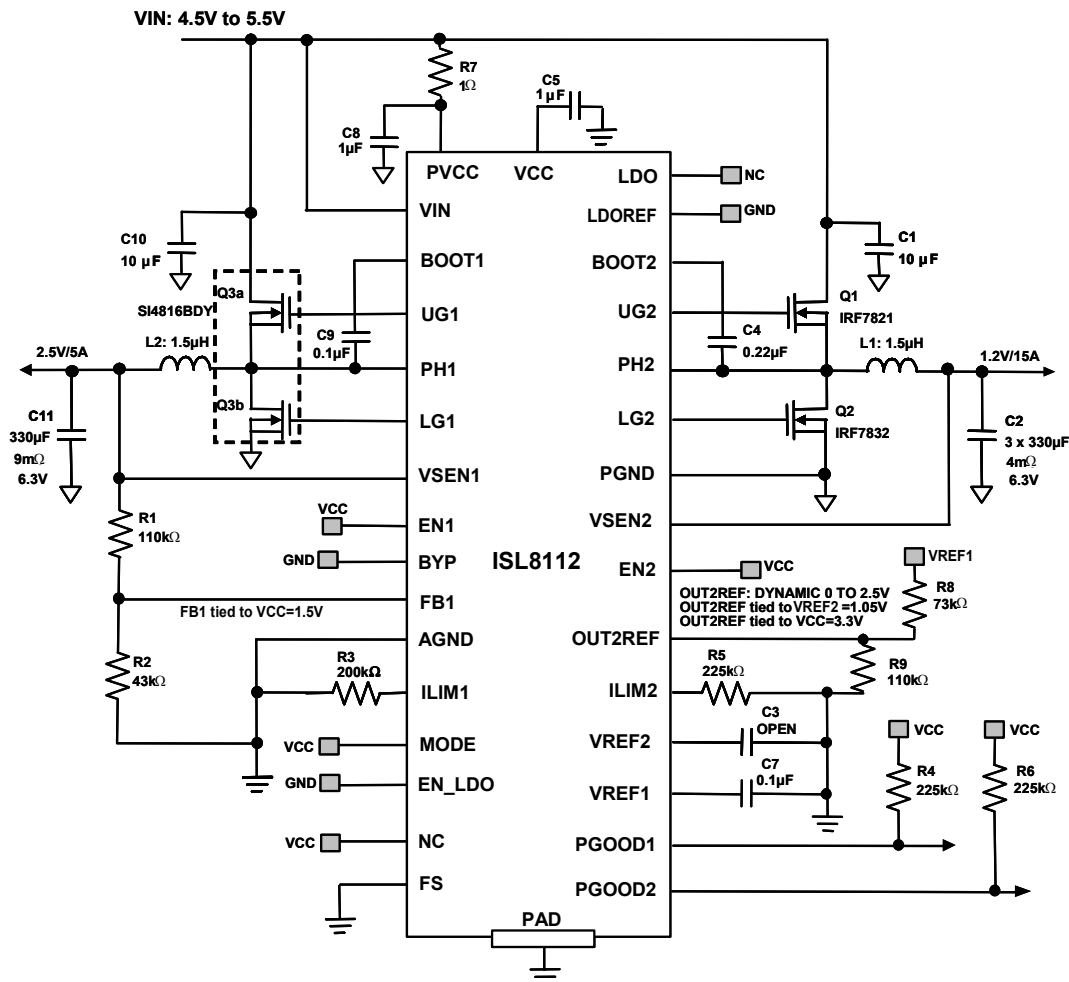 VIN: 4.5V to 5.5V
R7
1Ω
C5
1µF
C8
1µF
PVCC
VCC
LDO
NC
VIN
LDOREF
GND
C10
10 µF
C1
10 µF
BOOT1
BOOT2
Q3a
SI4816BDY
UG1
UG2
Q1
IRF7821
C9
0.1µF
C4
0.22µF
2.5V/5A
L2: 1.5µH
PH1
PH2
L1: 1.5µH
1.2V/15A
Q3b
LG1
LG2
Q2
IRF7832
C11
330µF
9mΩ
6.3V
C2
3 x 330µF
4mΩ
6.3V
VSEN1
PGND
R1
110kΩ
VCC
EN1
VSEN2
GND
BYP
ISL8112
EN2
VCC
VREF1
R8
73kΩ
FB1 tied to VCC=1.5V
FB1
OUT2REF: DYNAMIC 0 TO 2.5V
OUT2REF tied to VREF2 =1.05V
OUT2REF tied to VCC=3.3V
AGND
OUT2REF
R2
43kΩ
R3
200kΩ
ILIM1
ILIM2
R5
225kΩ
R9
110kΩ
VCC
MODE
VREF2
C3
OPEN
VCC
VCC
GND
EN_LDO
VREF1
C7
0.1µF
R4
225kΩ
R6
225kΩ
VCC
NC
PGOOD1
FS
PGOOD2
PAD